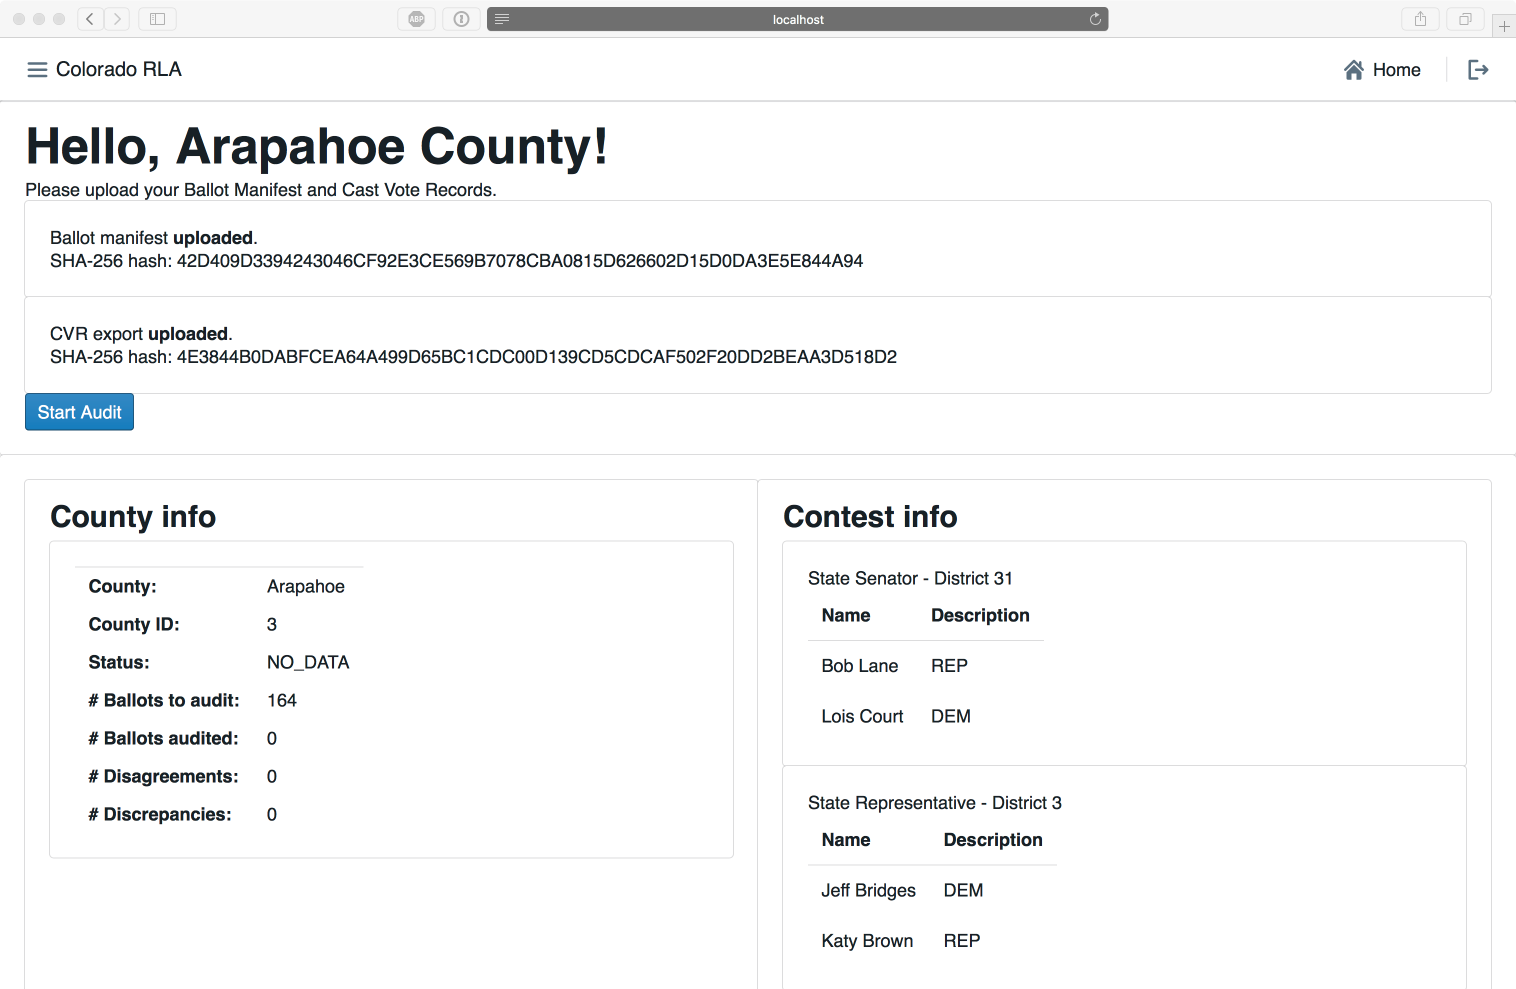 ABP
localhost
Colorado RLA
Home
Hello, Arapahoe County!
Please upload your Ballot Manifest and Cast Vote Records.
Ballot manifest uploaded.
SHA-256 hash: 42D409D3394243046CF92E3CE569B7078CBA0815D626602D15D0DA3E5E844A94
CVR export uploaded.
SHA-256 hash: 4E3844B0DABFCEA64A499D65BC1CDC00D139CD5CDCAF502F20DD2BEAA3D518D2
Start Audit
County info
County: Arapahoe
County ID: 3
Status: NO_DATA
# Ballots to audit: 164
# Ballots audited: 0
# Disagreements: 0
# Discrepancies: 0
Contest info
State Senator - District 31
Name Description
Bob Lane REP
Lois Court DEM
State Representative - District 3
Name Description
Jeff Bridges DEM
Katy Brown REP